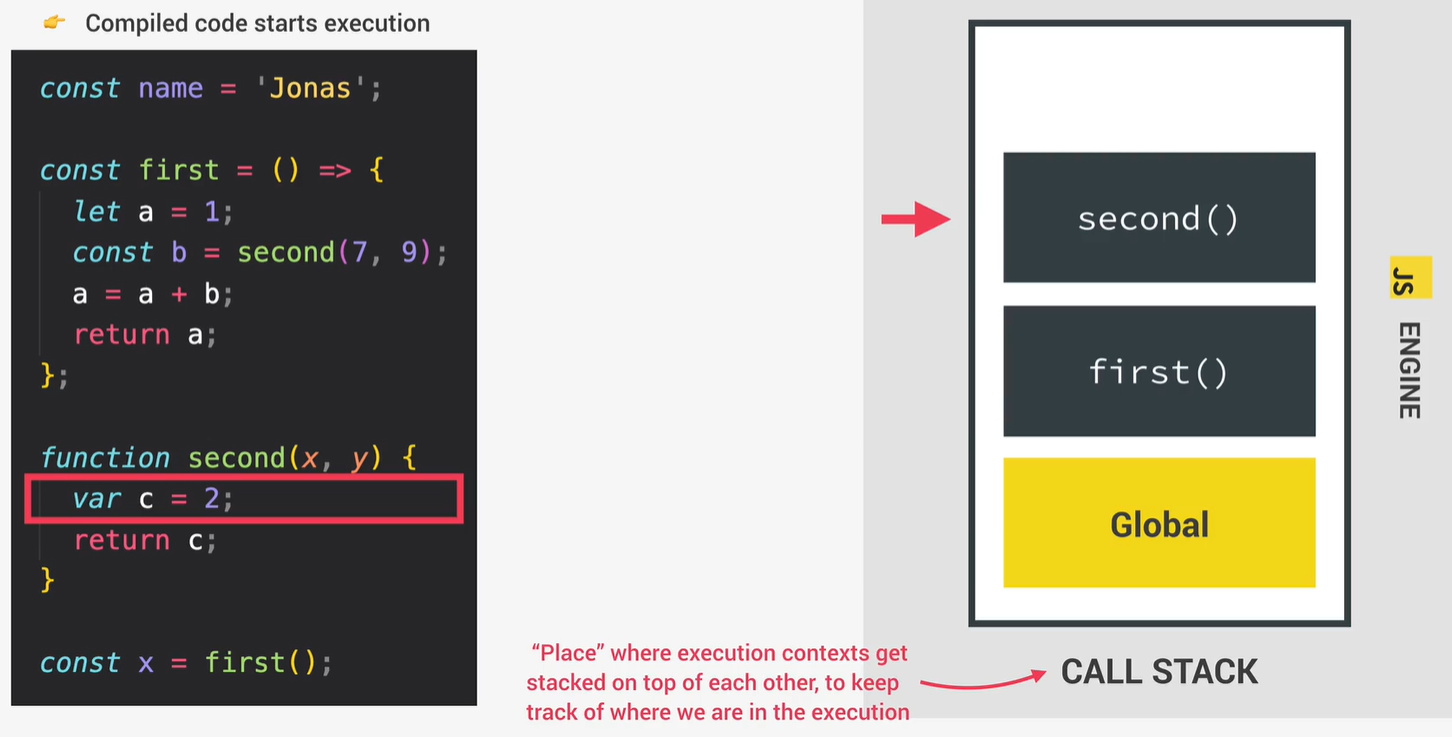 👉 Compiled code starts execution
const name = 'Jonas';
const first = () => {
let a = 1;
const b = second(7, 9);
a = a + b;
return a;
};
function second(x, y) {
var c = 2;
return c;
}
const x = first();
second()
first()
Global
CALL STACK
“Place” where execution contexts get
stacked on top of each other, to keep
track of where we are in the execution
JS
ENGINE